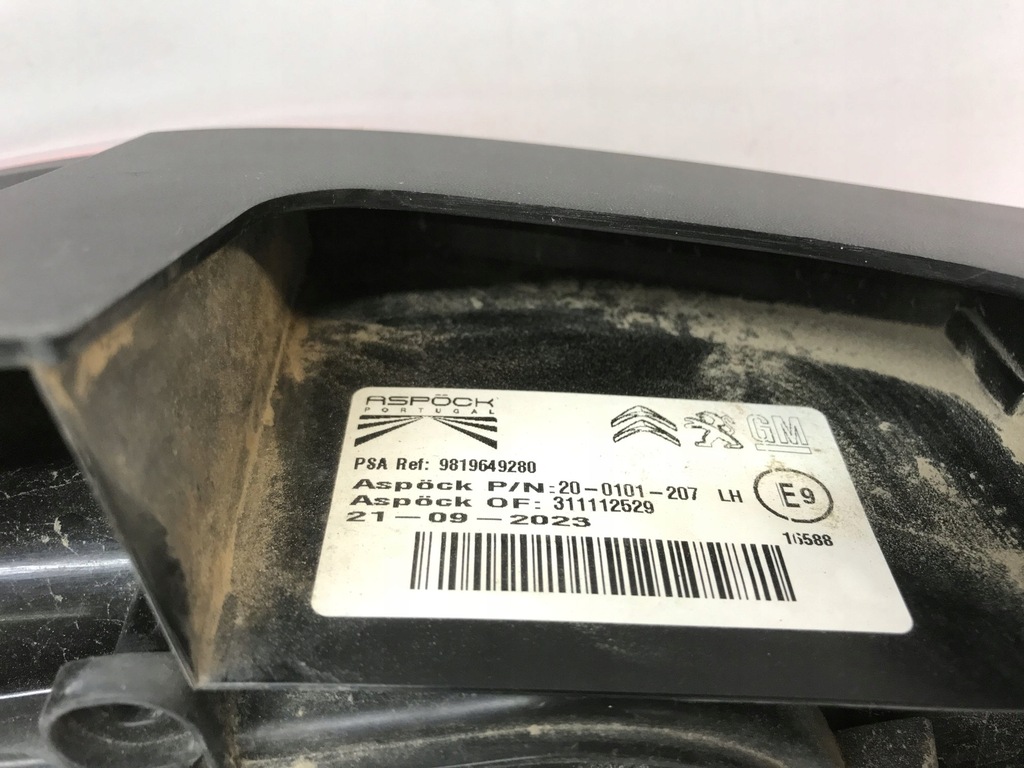 ASPÖCK
PORTUGAL
GM
PSA Ref: 9819649280
Aspöck P/N:20-0101-207 LH
E9
Aspöck OF: 311112529
21-09-2023
16588